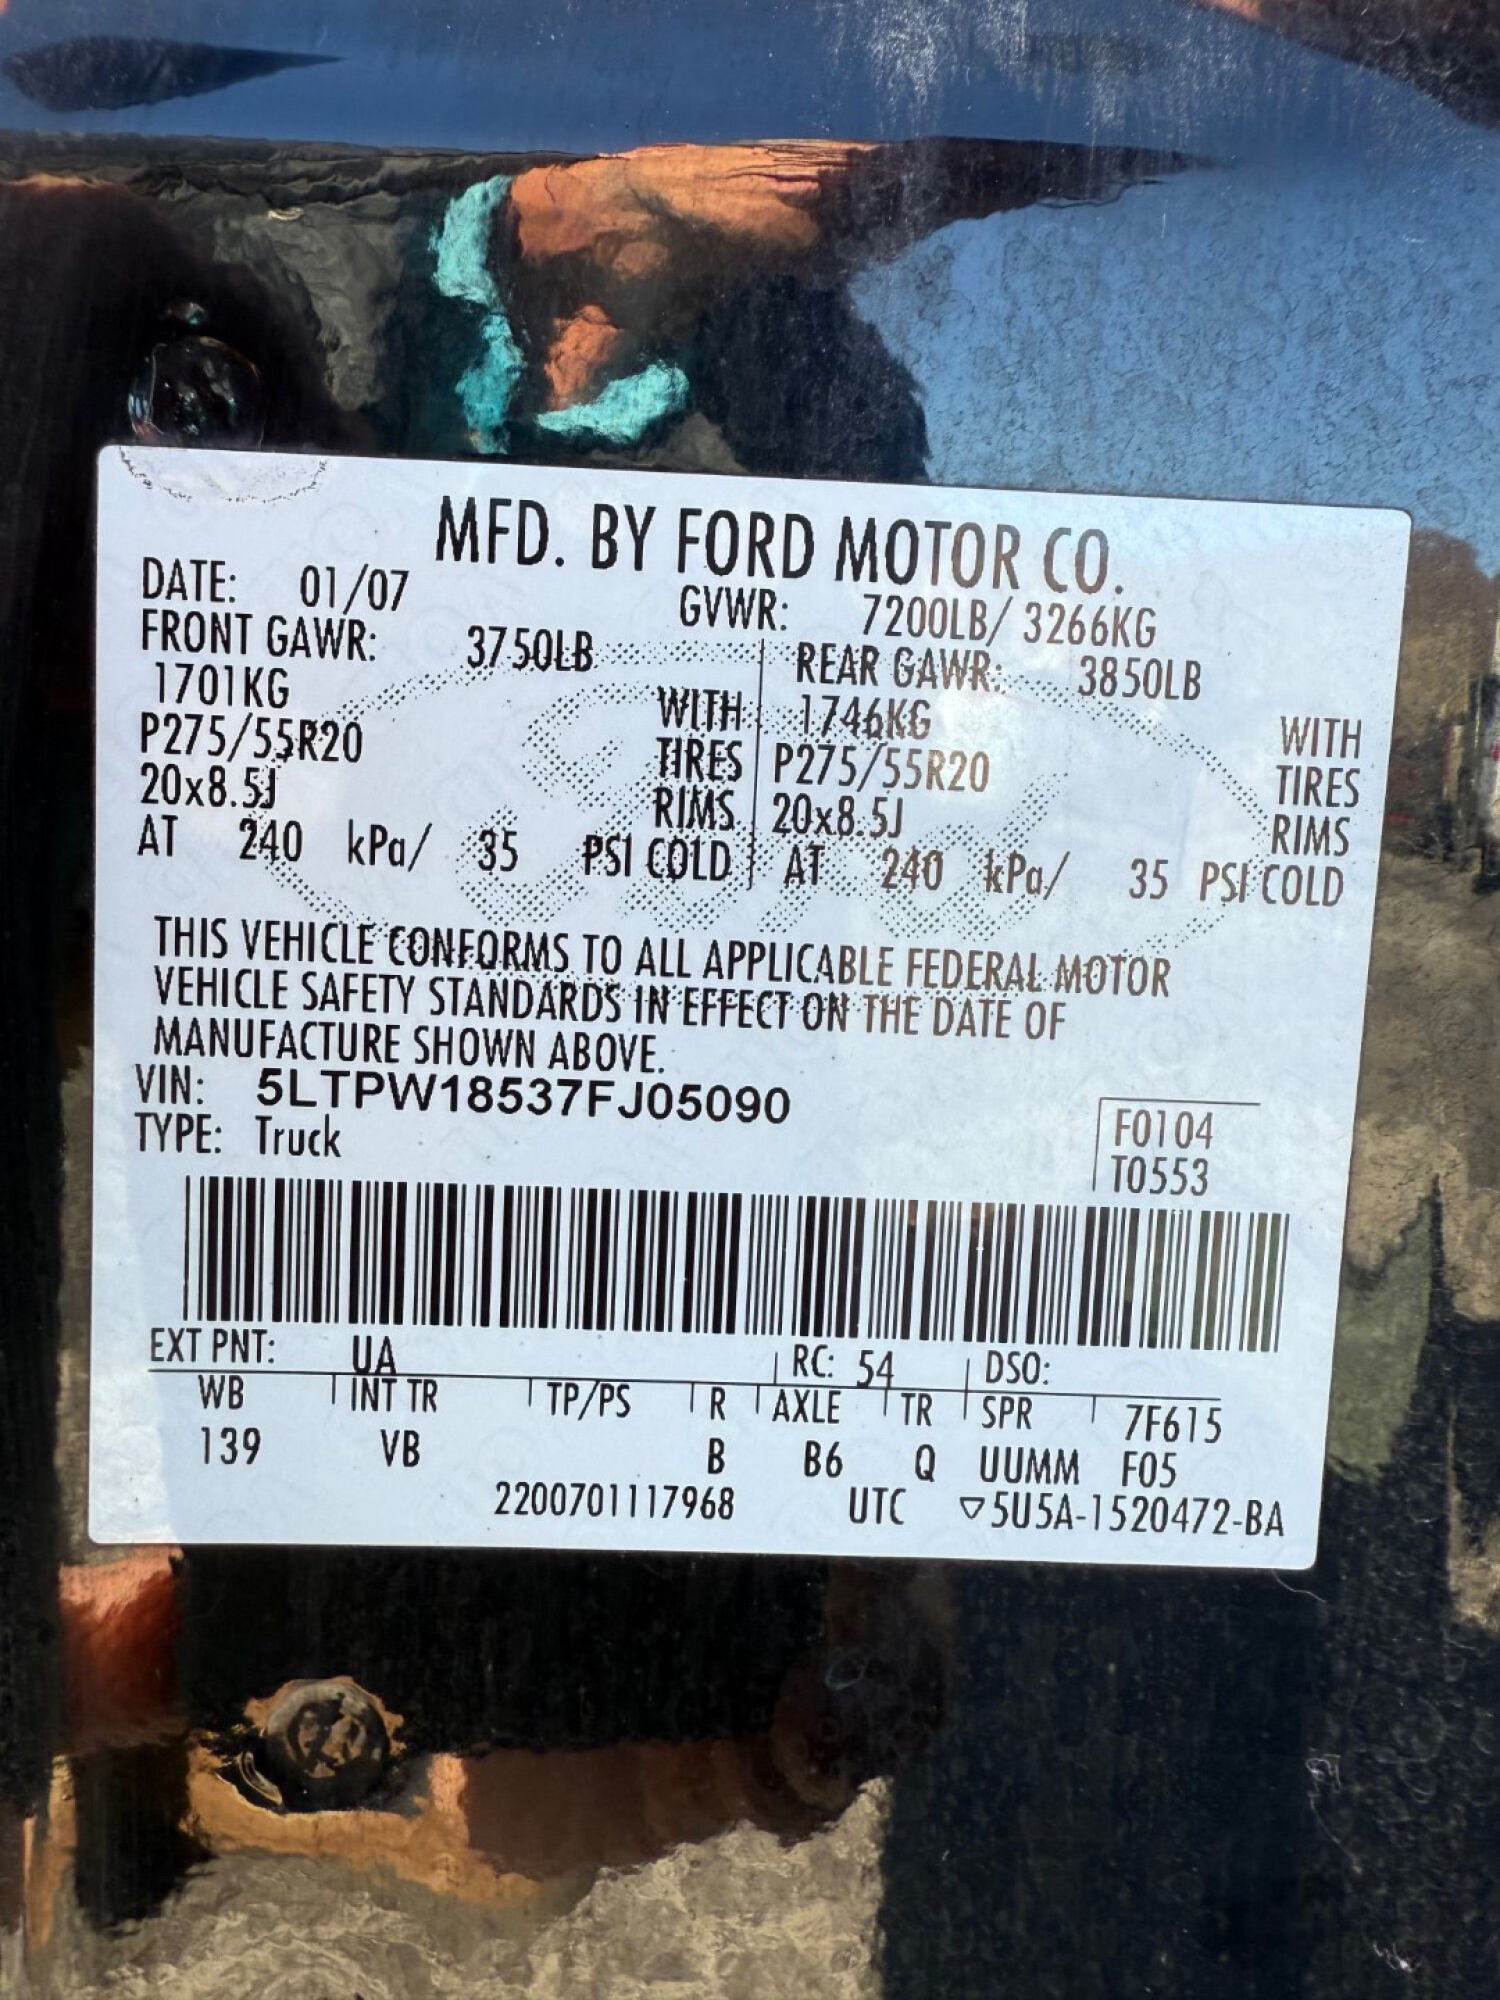 MFD. BY FORD MOTOR CO.
DATE: 01/07 GVWR: 7200LB/ 3266KG
FRONT GAWR: 3750LB REAR GAWR: 3850LB
1701KG WITH 1746KG WITH
P275/55R20 TIRES P275/55R20 TIRES
20x8.5J RIMS 20x8.5J RIMS
AT 240 kPa/ 35 PSI COLD AT 240 kPa/ 35 PSI COLD
THIS VEHICLE CONFORMS TO ALL APPLICABLE FEDERAL MOTOR
VEHICLE SAFETY STANDARDS IN EFFECT ON THE DATE OF
MANUFACTURE SHOWN ABOVE.
VIN: 5LTPW18537FJ05090
TYPE: Truck
F0104
T0553
EXT PNT: UA RC: 54 DSO:
WB INT TR TP/PS R AXLE TR SPR 7F615
139 VB B B6 Q UUMM F05
2200701117968 UTC ▽5U5A-1520472-BA